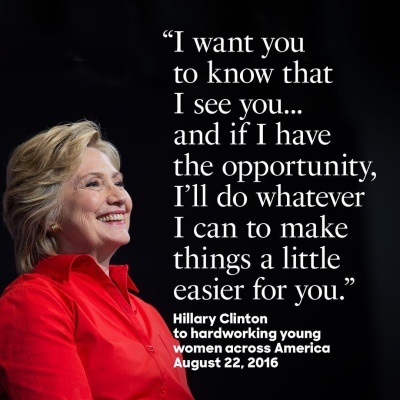 “I want you
to know that
I see you...
and if I have
the opportunity,
I’ll do whatever
I can to make
things a little
easier for you.”
Hillary Clinton
to hardworking young
women across America
August 22, 2016